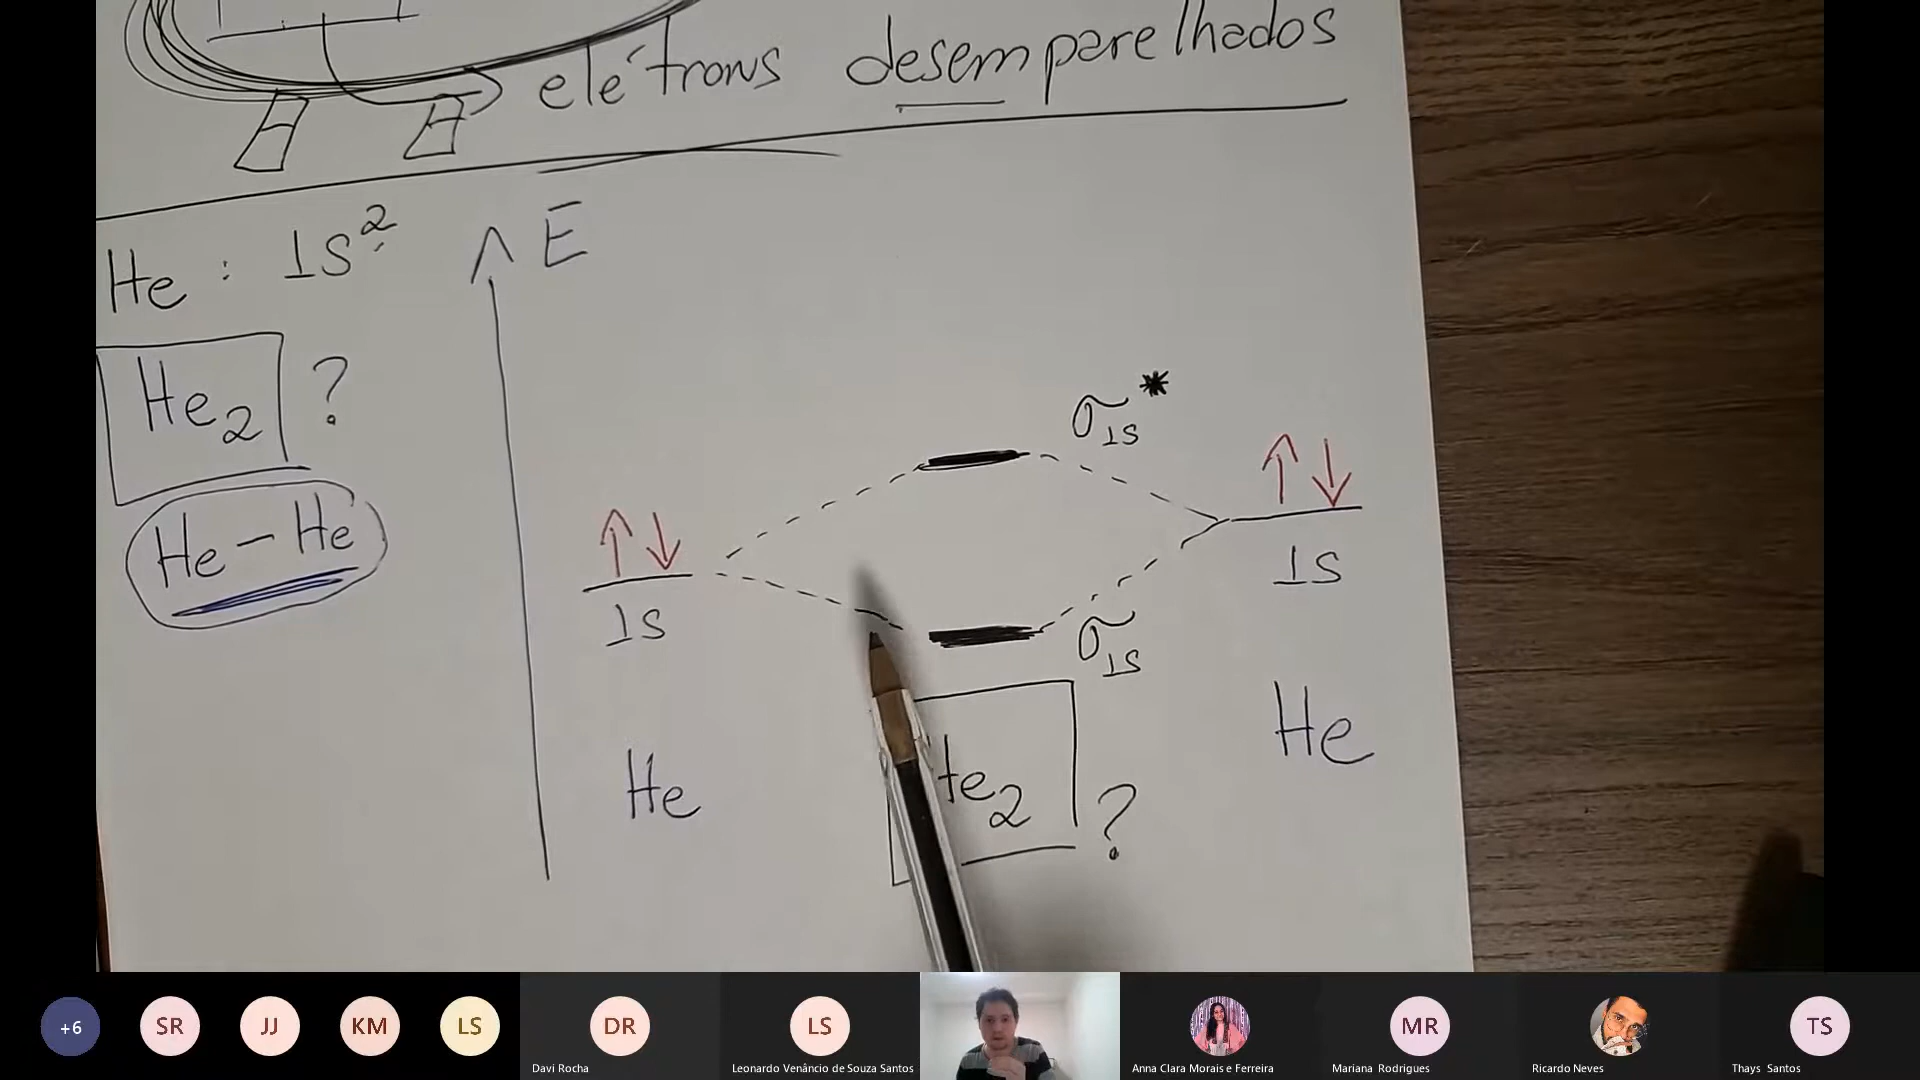 elétrons desemparelhados
He : 1s²
E
He₂ ?
He – He
σ1s*
1s
1s
σ1s
He
He
He₂ ?
+6
SR
JJ
KM
LS
DR
LS
MR
TS
Davi Rocha
Leonardo Venâncio de Souza Santos
Anna Clara Morais e Ferreira
Mariana Rodrigues
Ricardo Neves
Thays Santos